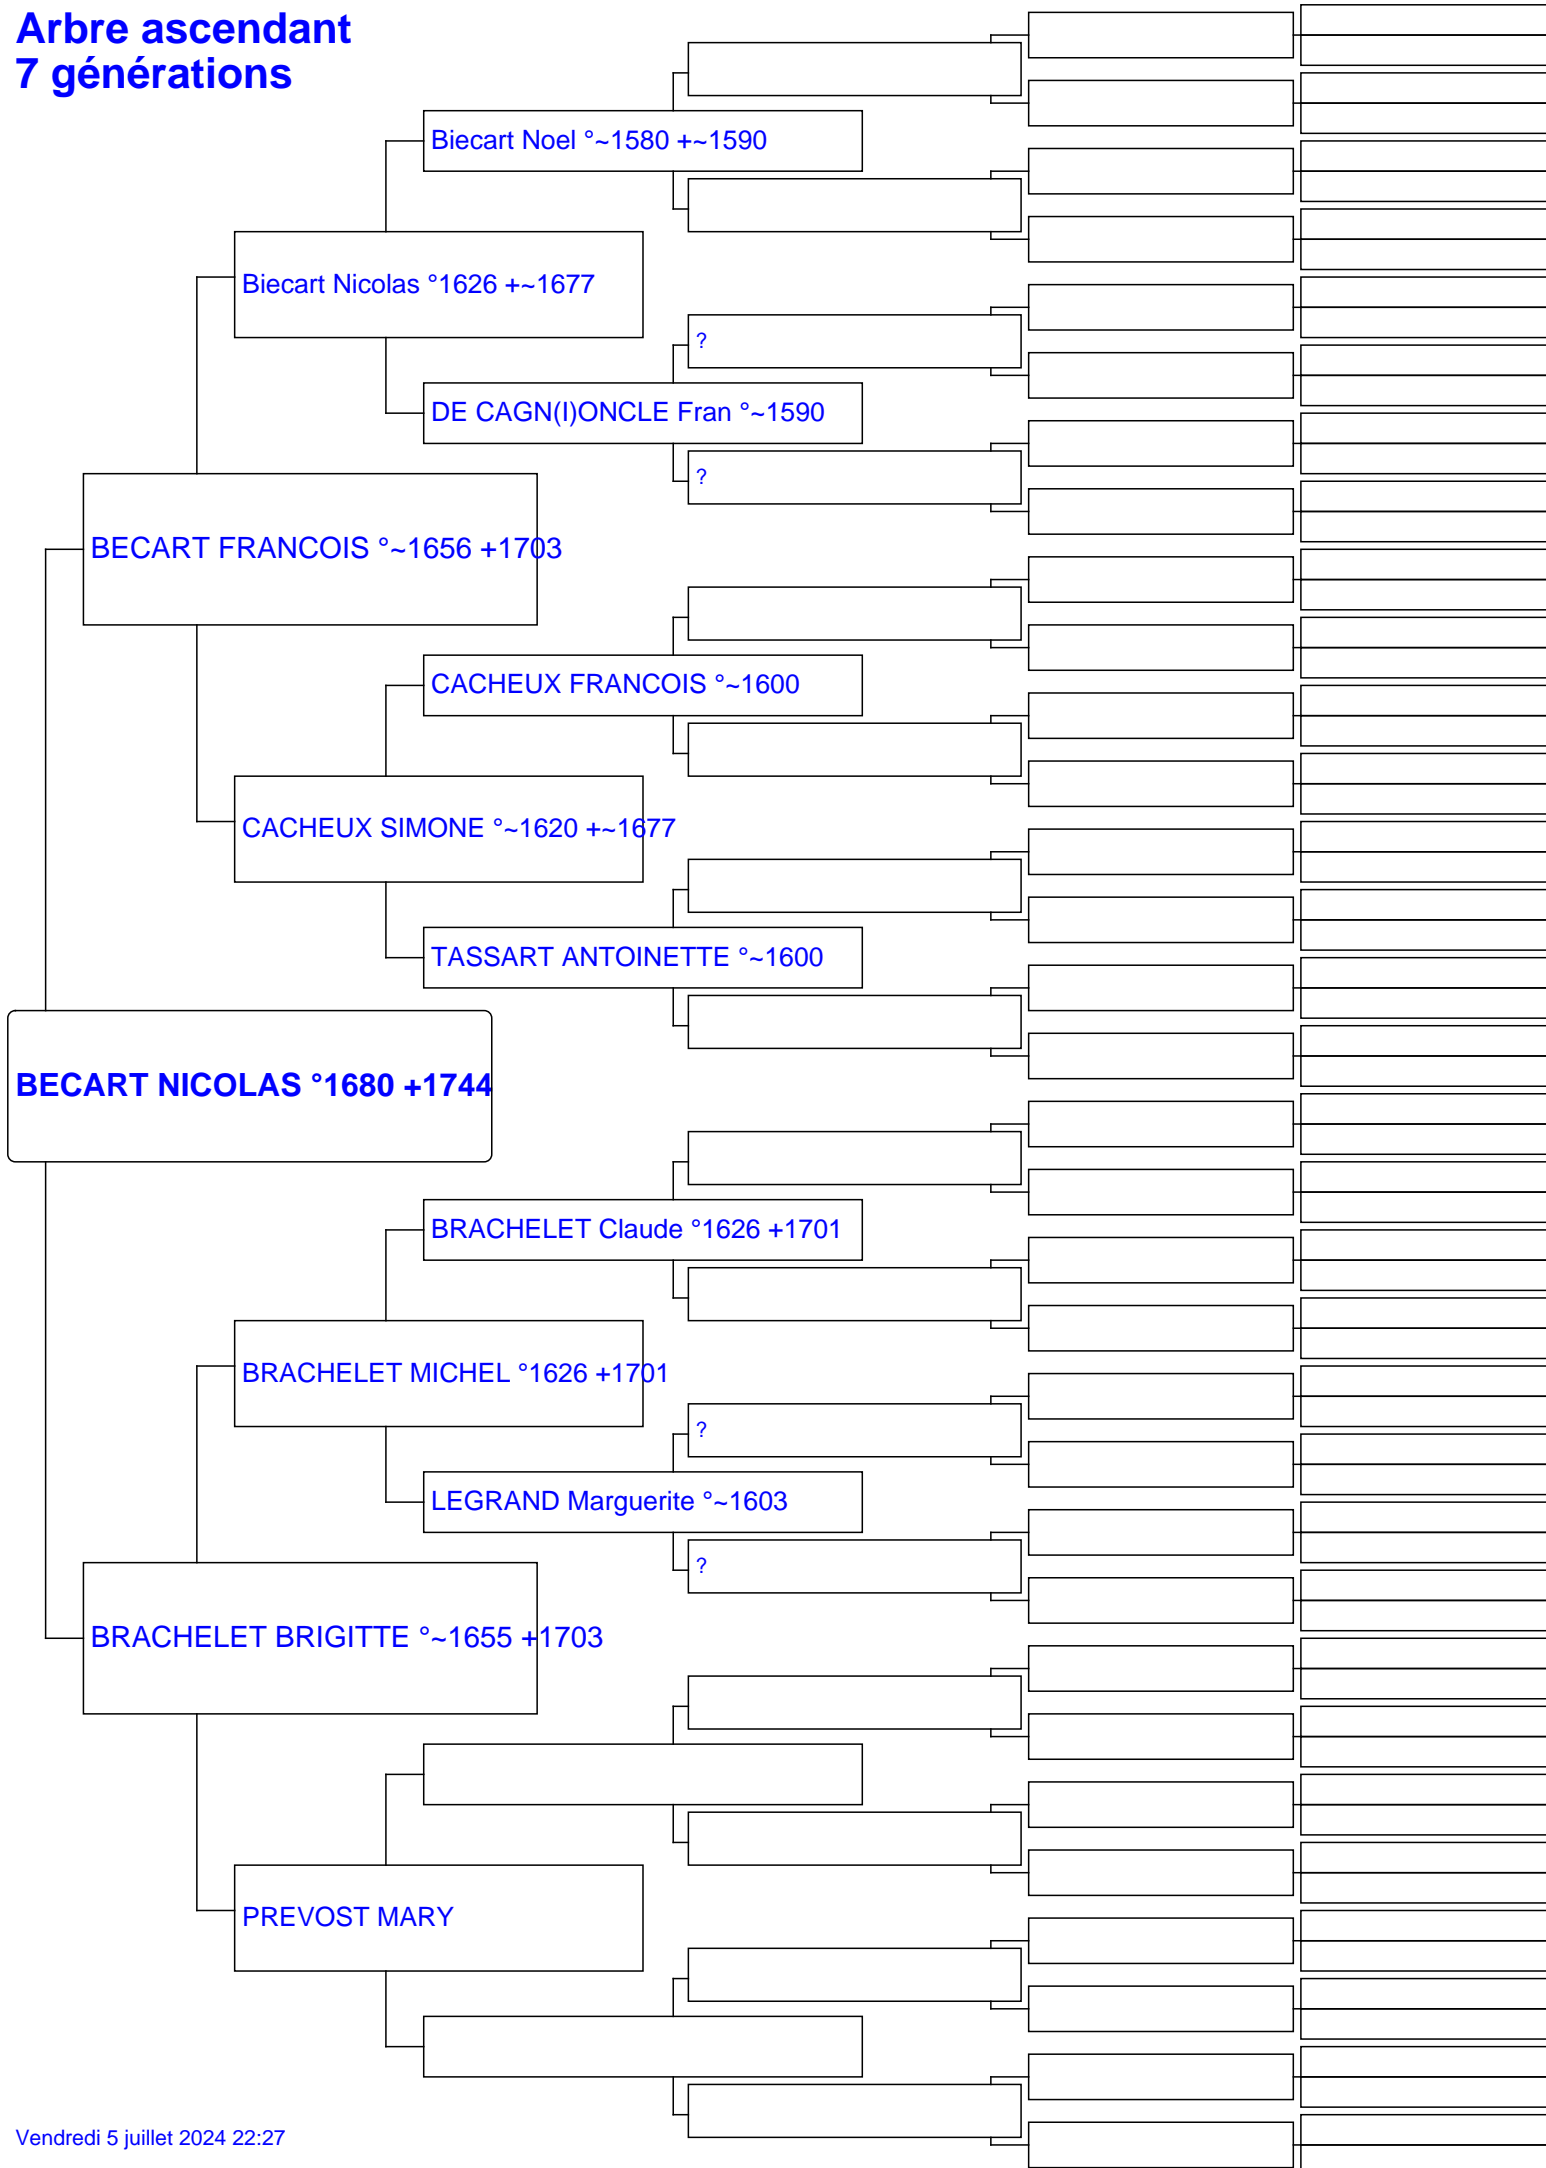 Arbre ascendant
7 générations
Biecart Noel °~1580 +~1590
Biecart Nicolas °1626 +~1677
?
DE CAGN(I)ONCLE Fran °~1590
?
BECART FRANCOIS °~1656 +1703
CACHEUX FRANCOIS °~1600
CACHEUX SIMONE °~1620 +~1677
TASSART ANTOINETTE °~1600
BECART NICOLAS °1680 +1744
BRACHELET Claude °1626 +1701
BRACHELET MICHEL °1626 +1701
?
LEGRAND Marguerite °~1603
?
BRACHELET BRIGITTE °~1655 +1703
PREVOST MARY
Vendredi 5 juillet 2024 22:27